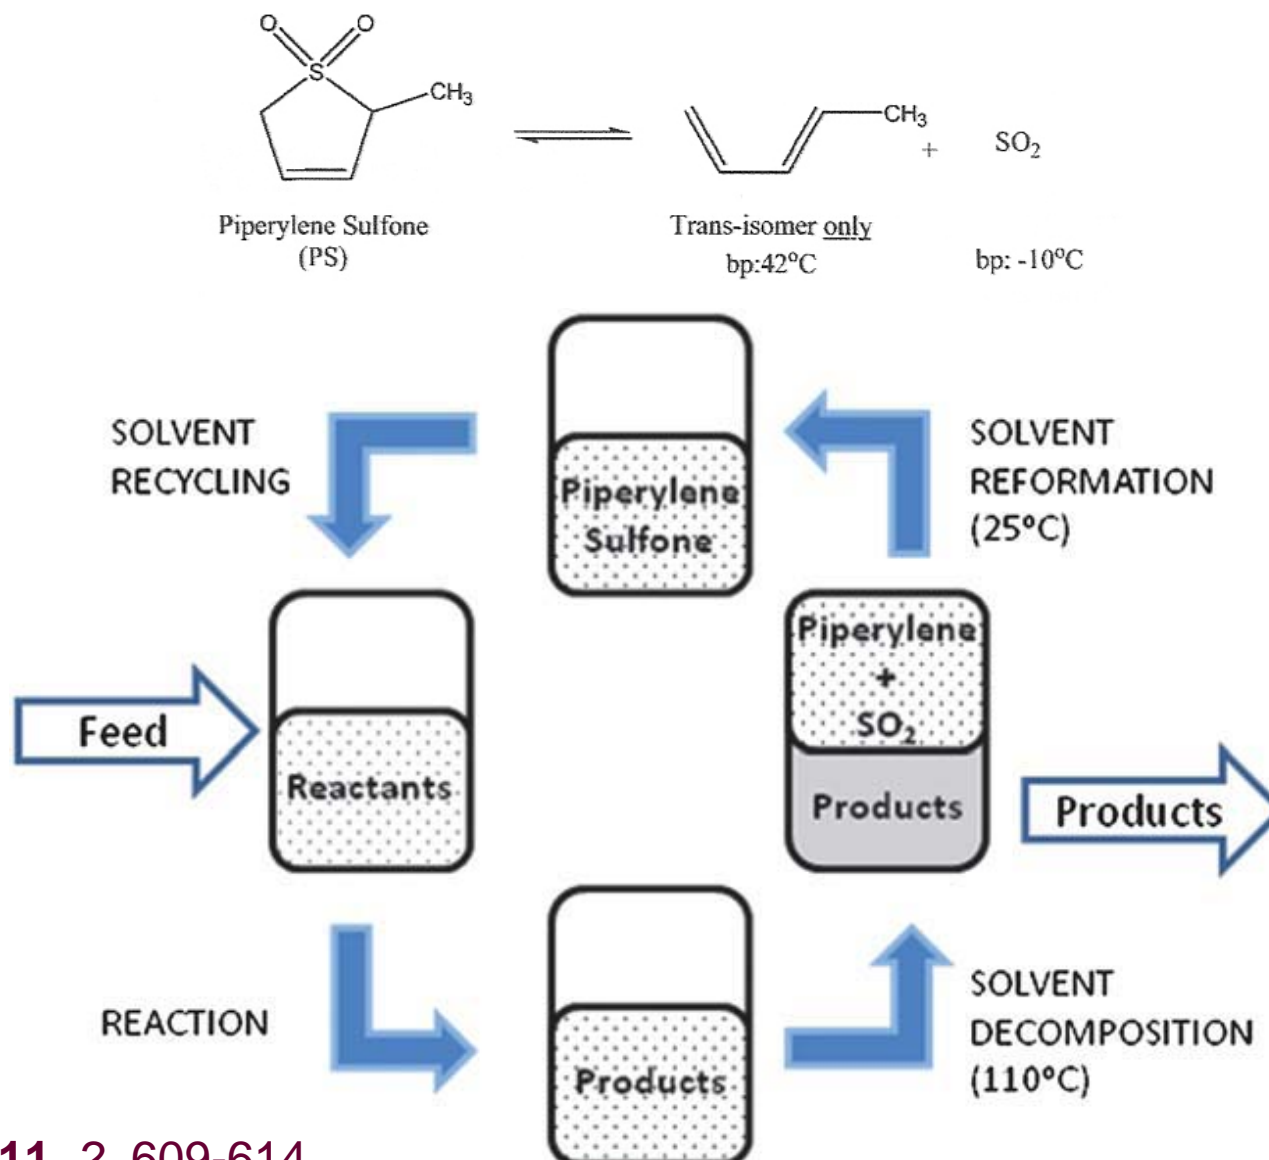 O
O
S
CH₃
CH₃
+
SO₂
Piperylene Sulfone
(PS)
Trans-isomer only
bp:42°C
bp: -10°C
SOLVENT
RECYCLING
Piperylene
Sulfone
SOLVENT
REFORMATION
(25°C)
Feed
Reactants
Piperylene
+
SO₂
Products
Products
REACTION
Products
SOLVENT
DECOMPOSITION
(110°C)
11, 2, 609-614